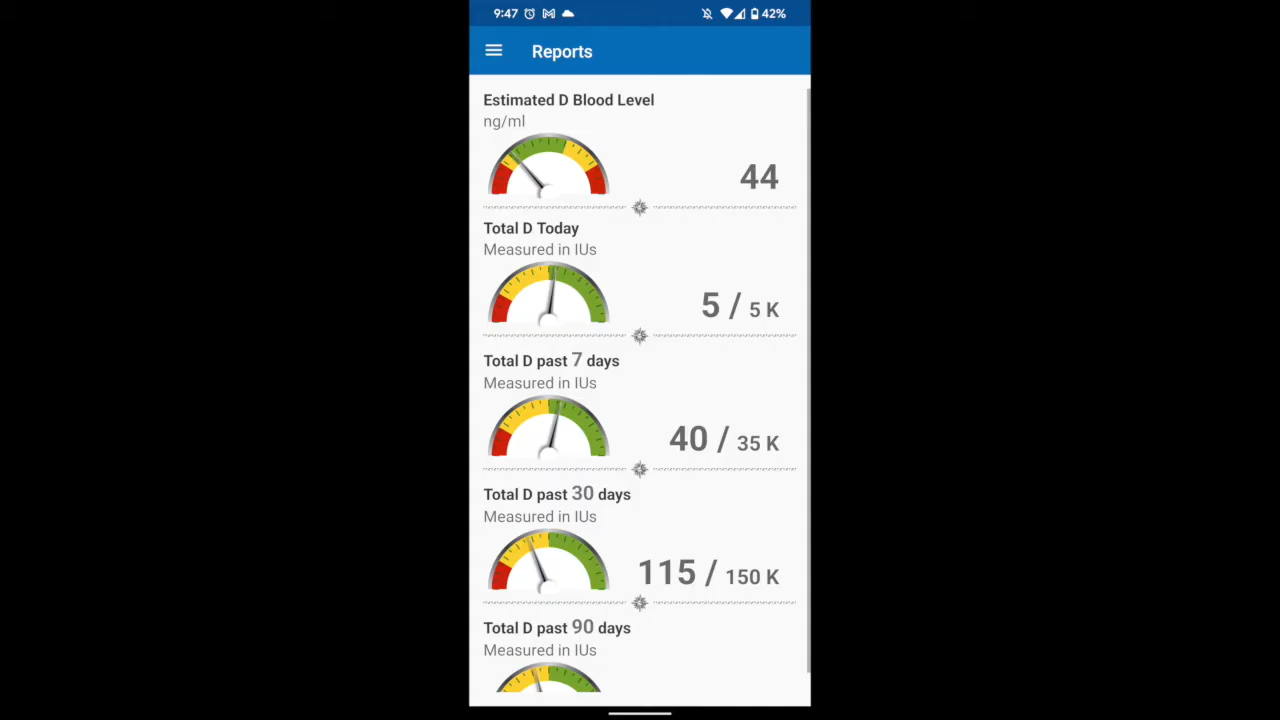 9:47 42%
Reports
Estimated D Blood Level
ng/ml
44
Total D Today
Measured in IUs
5 / 5 K
Total D past 7 days
Measured in IUs
40 / 35 K
Total D past 30 days
Measured in IUs
115 / 150 K
Total D past 90 days
Measured in IUs